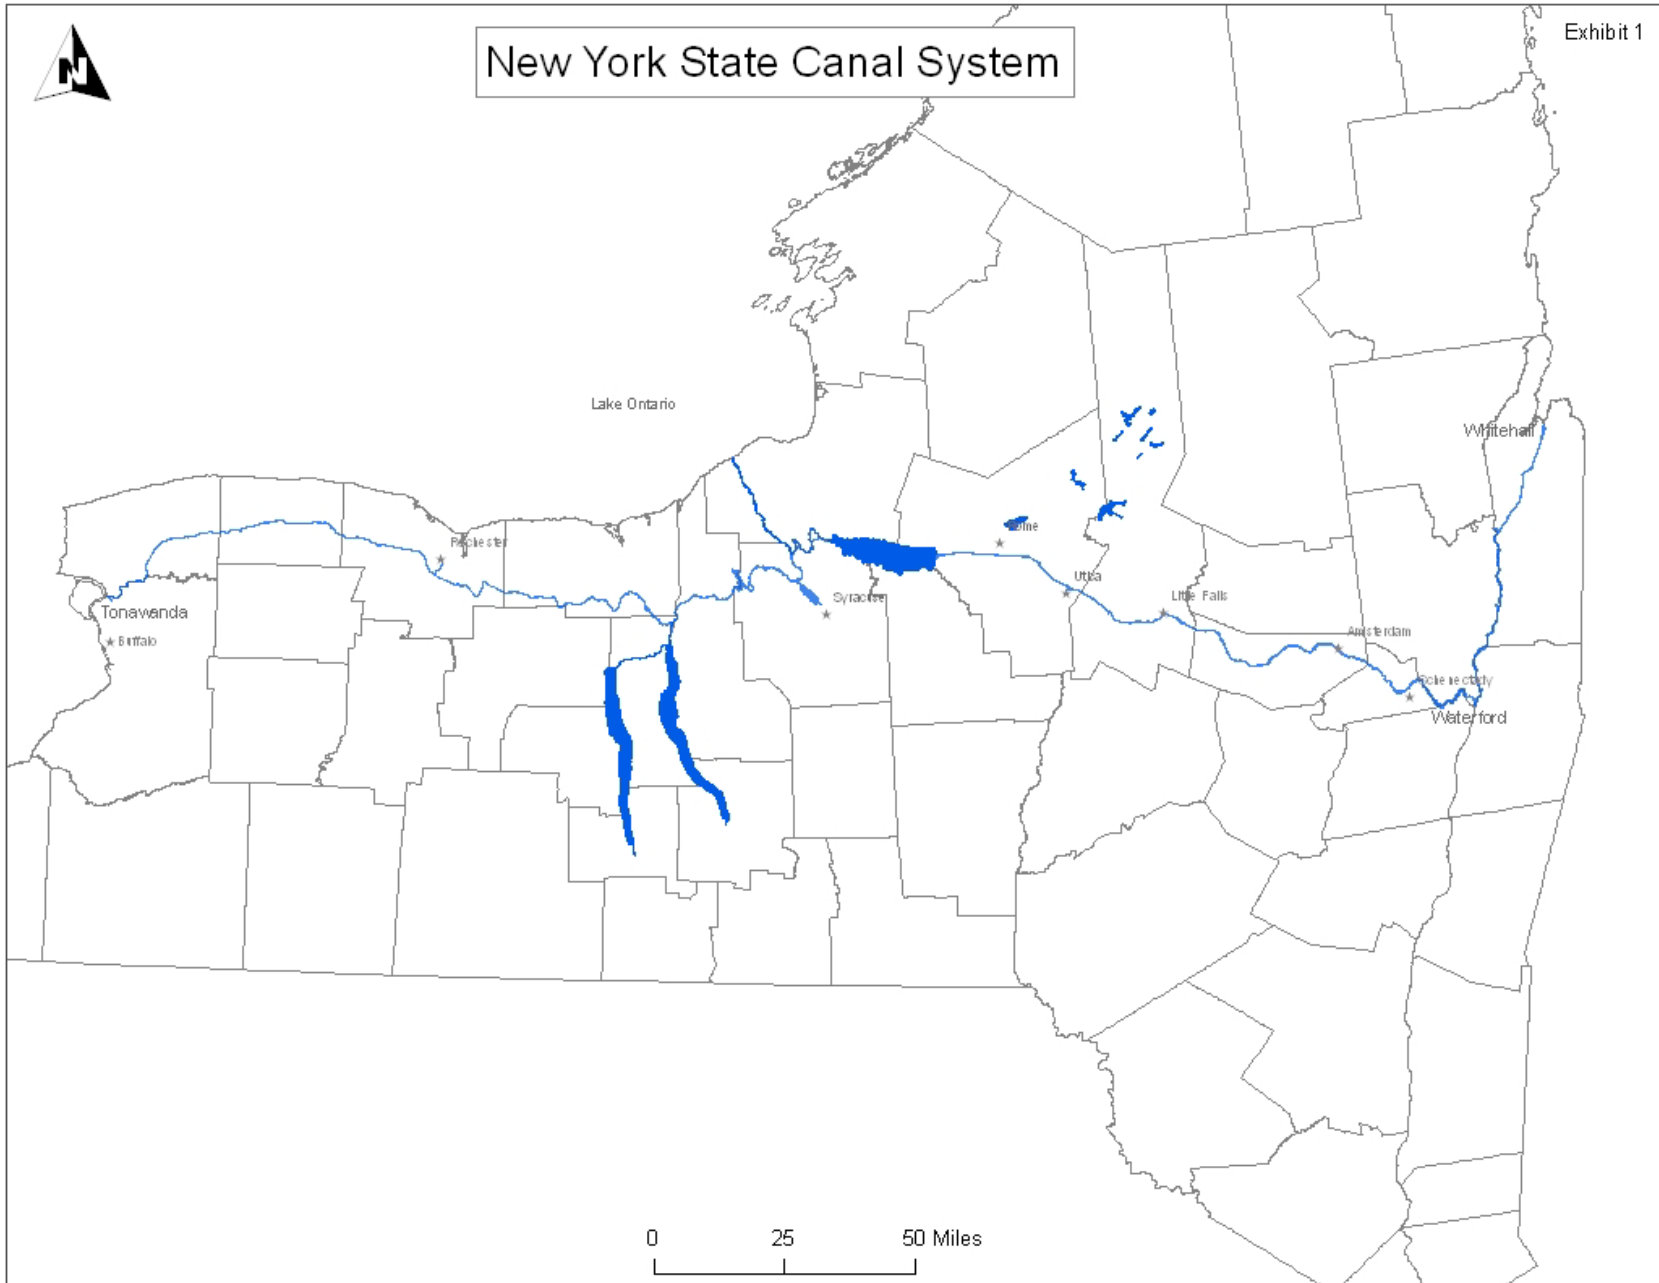 Exhibit 1
N
New York State Canal System
Lake Ontario
Whitehall
Rochester
Rome
Utica
Little Falls
Syracuse
Tonawanda
Buffalo
Amsterdam
Schenectady
Waterford
0 25 50 Miles